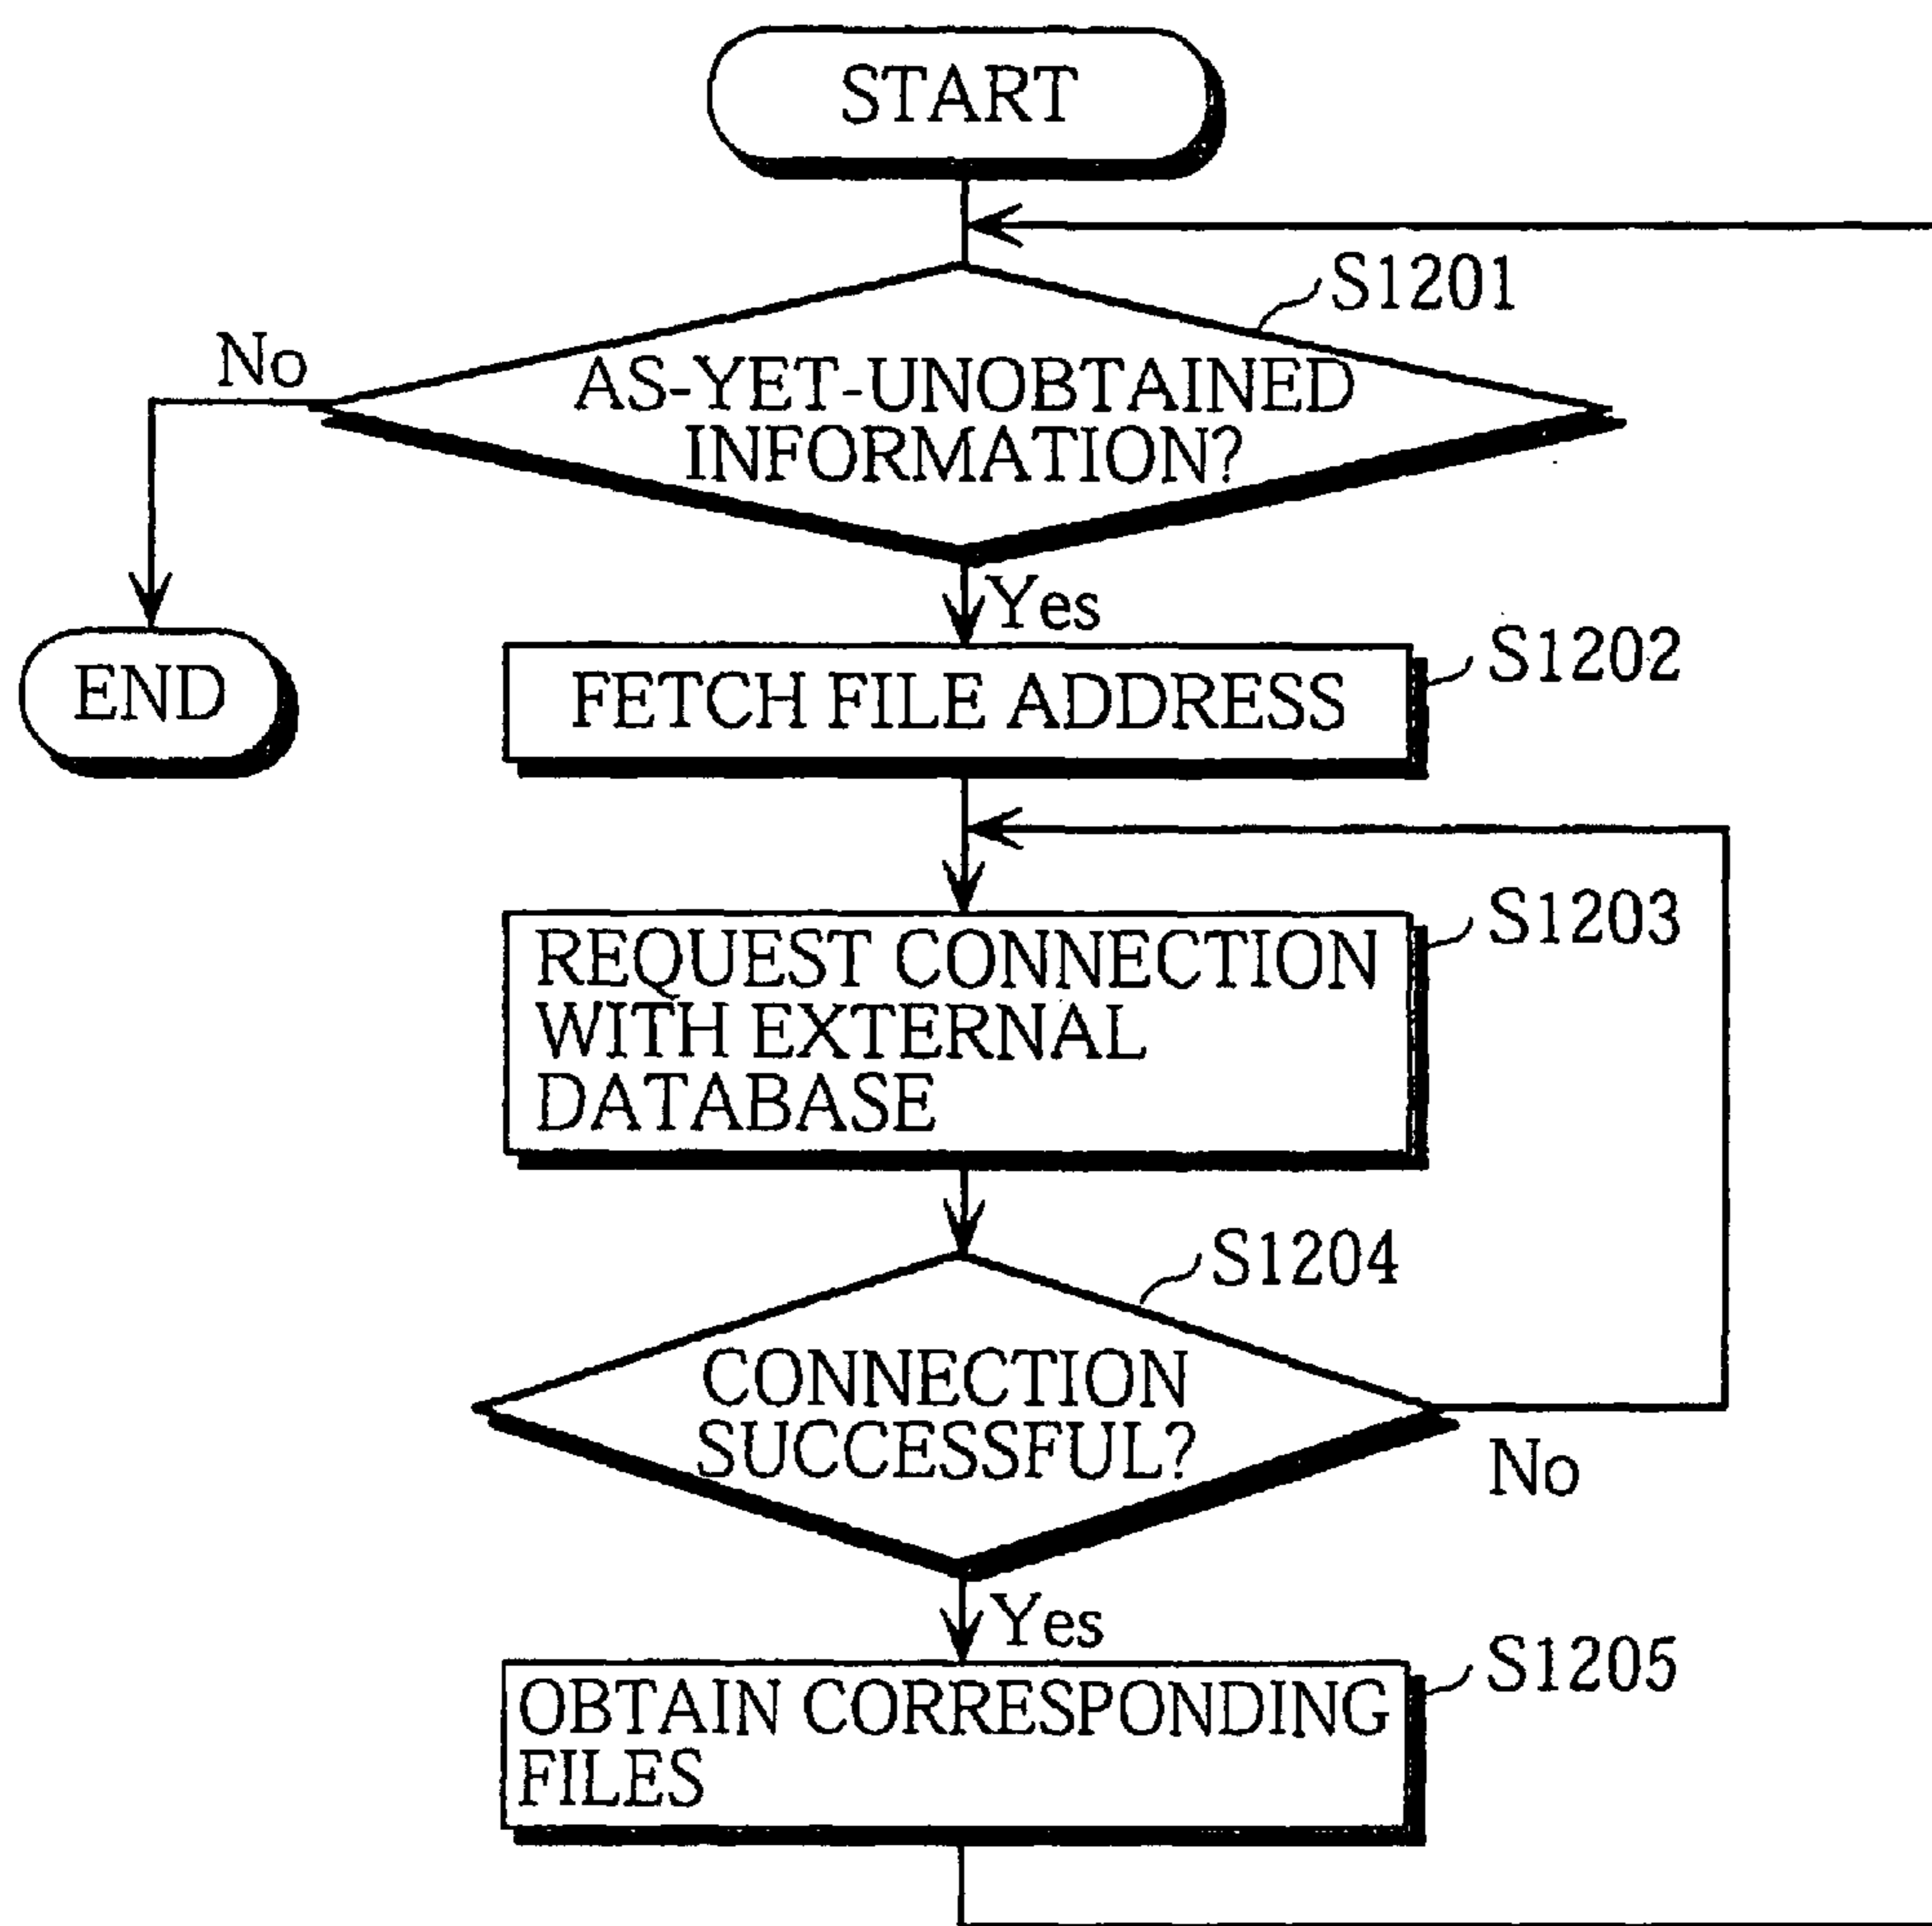 START
S1201
No
AS-YET-UNOBTAINED
INFORMATION?
Yes
END
S1202
FETCH FILE ADDRESS
S1203
REQUEST CONNECTION
WITH EXTERNAL
DATABASE
S1204
CONNECTION
SUCCESSFUL?
No
Yes
S1205
OBTAIN CORRESPONDING
FILES